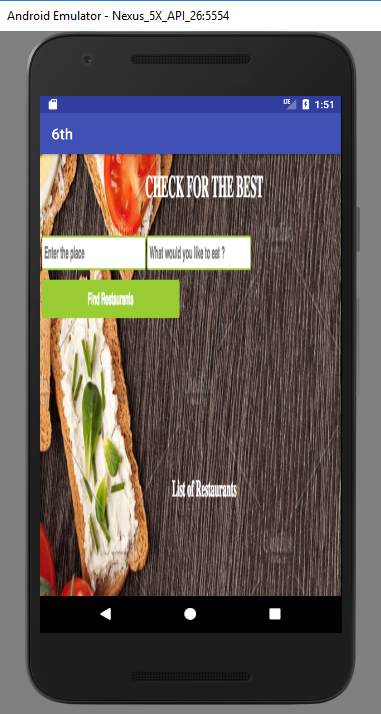 Android Emulator - Nexus_5X_API_26:5554
LTE 1:51
6th
CHECK FOR THE BEST
Enter the place What would you like to eat ?
Find Restaurants
List of Restaurants